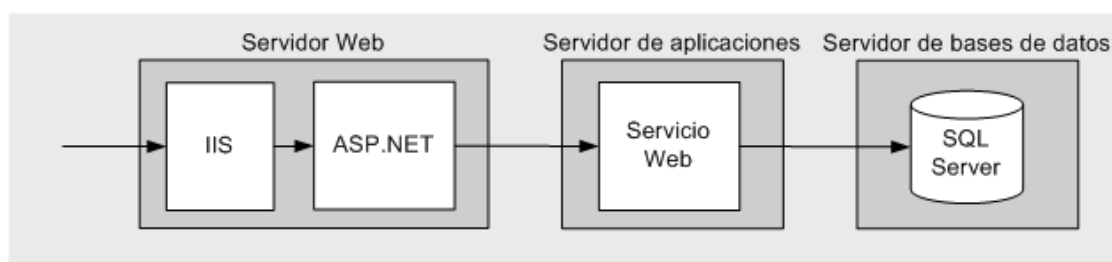 Servidor Web
Servidor de aplicaciones
Servidor de bases de datos
IIS
ASP.NET
Servicio
Web
SQL
Server